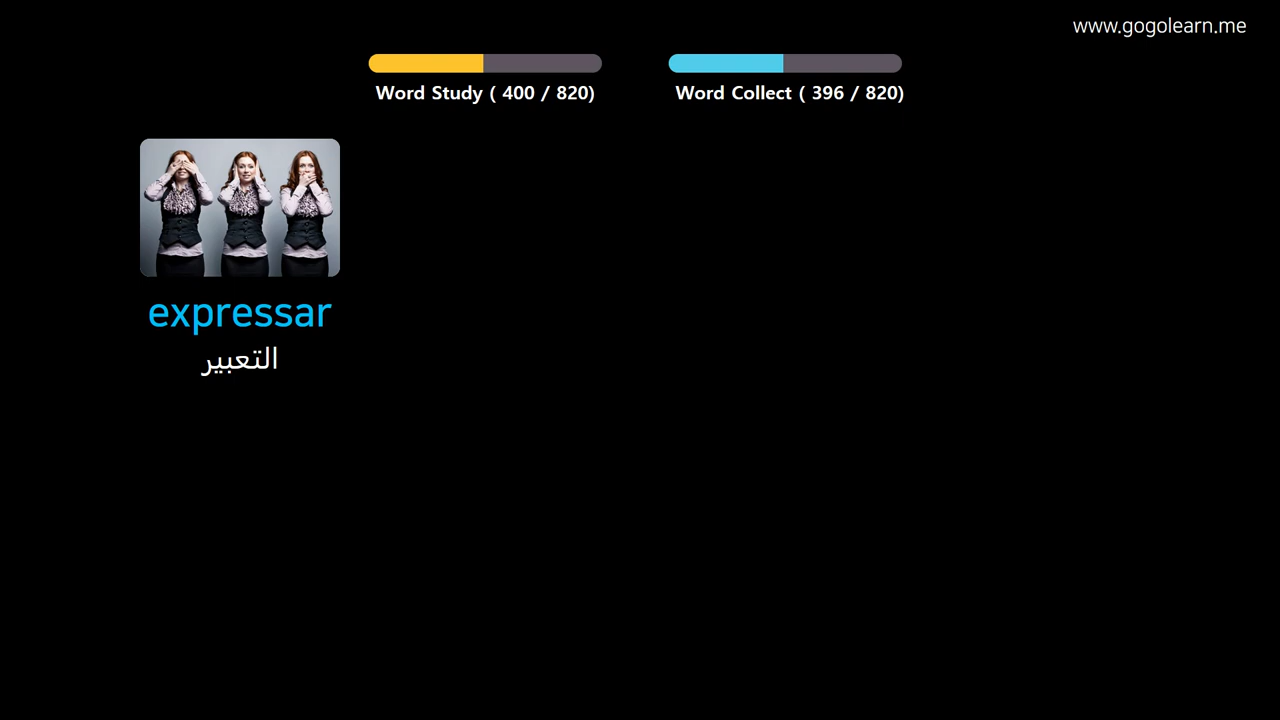 www.gogolearn.me
Word Study ( 400 / 820)
Word Collect ( 396 / 820)
expressar
التعبير